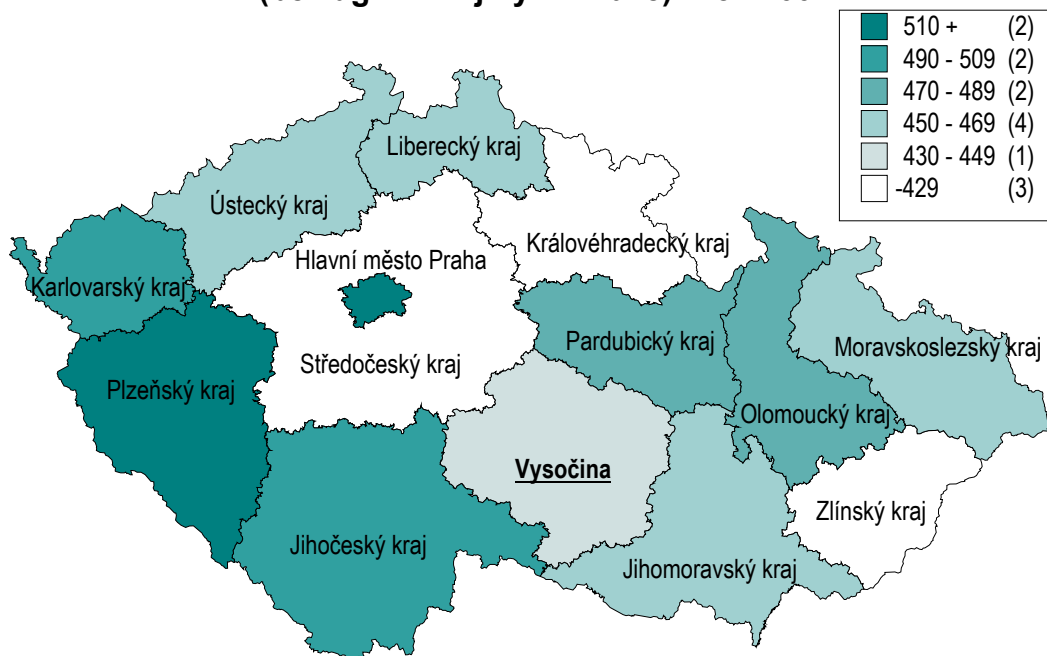 510 + (2)
490 - 509 (2)
470 - 489 (2)
450 - 469 (4)
430 - 449 (1)
-429 (3)
Liberecký kraj
Ústecký kraj
Královéhradecký kraj
Hlavní město Praha
Karlovarský kraj
Pardubický kraj
Moravskoslezský kraj
Středočeský kraj
Plzeňský kraj
Olomoucký kraj
Vysočina
Zlínský kraj
Jihočeský kraj
Jihomoravský kraj